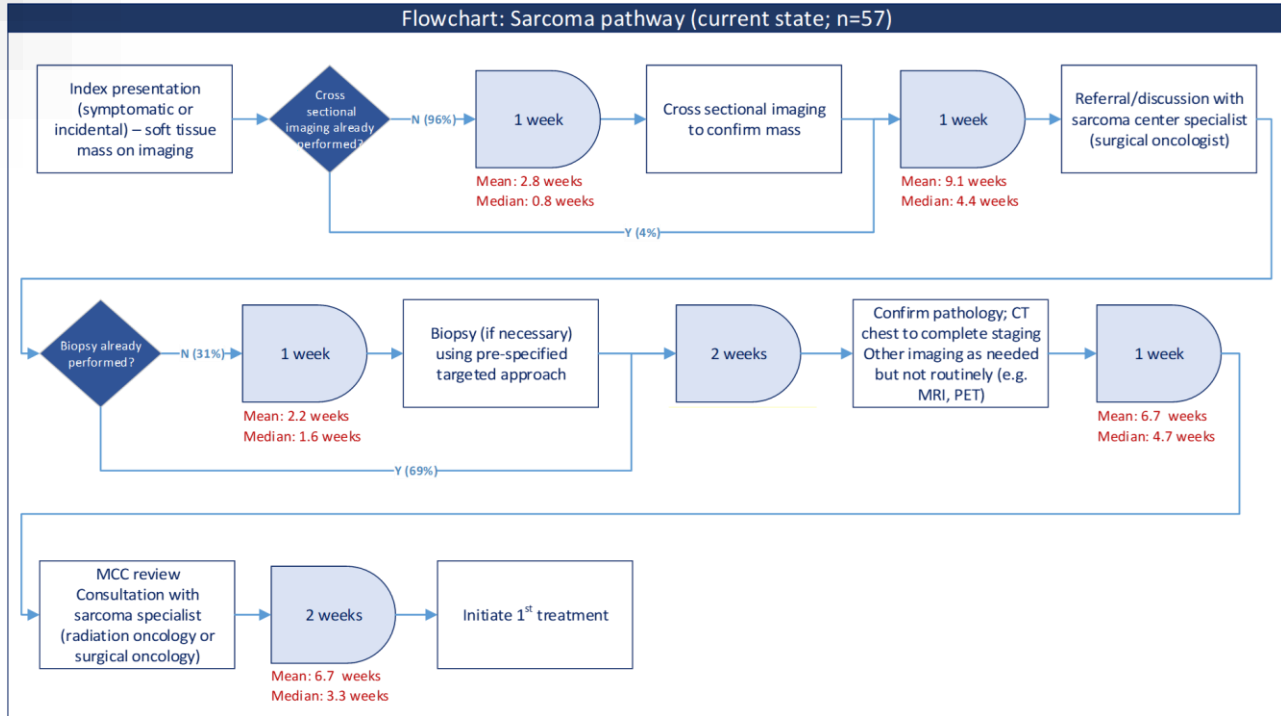 Flowchart: Sarcoma pathway (current state; n=57)
Index presentation
(symptomatic or
incidental) – soft tissue
mass on imaging
Cross
sectional
imaging already
performed?
N (96%)
1 week
Mean: 2.8 weeks
Median: 0.8 weeks
Cross sectional imaging
to confirm mass
Y (4%)
1 week
Mean: 9.1 weeks
Median: 4.4 weeks
Referral/discussion with
sarcoma center specialist
(surgical oncologist)
Biopsy already
performed?
N (31%)
1 week
Mean: 2.2 weeks
Median: 1.6 weeks
Biopsy (if necessary)
using pre-specified
targeted approach
Y (69%)
2 weeks
Confirm pathology; CT
chest to complete staging
Other imaging as needed
but not routinely (e.g.
MRI, PET)
1 week
Mean: 6.7 weeks
Median: 4.7 weeks
MCC review
Consultation with
sarcoma specialist
(radiation oncology or
surgical oncology)
2 weeks
Mean: 6.7 weeks
Median: 3.3 weeks
Initiate 1st treatment